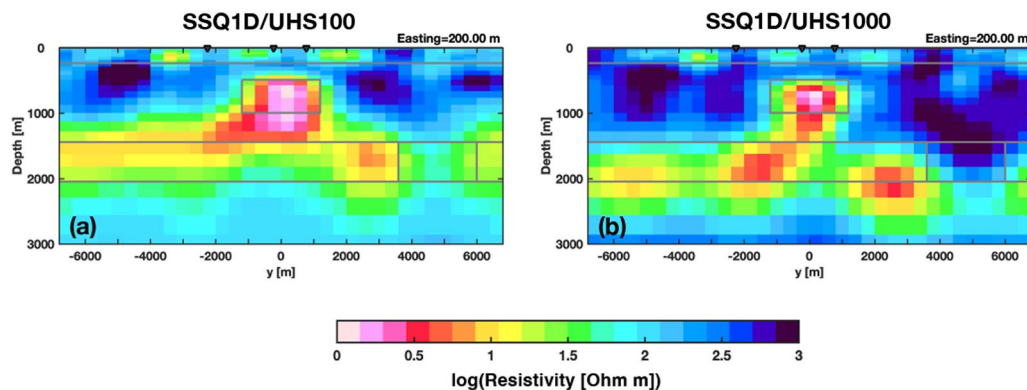 SSQ1D/UHS100
Easting=200.00 m
0
1000
2000
3000
Depth [m]
(a)
-6000 -4000 -2000 0 2000 4000 6000
y [m]
SSQ1D/UHS1000
Easting=200.00 m
0
1000
2000
3000
Depth [m]
(b)
-6000 -4000 -2000 0 2000 4000 6000
y [m]
0 0.5 1 1.5 2 2.5 3
log(Resistivity [Ohm m])